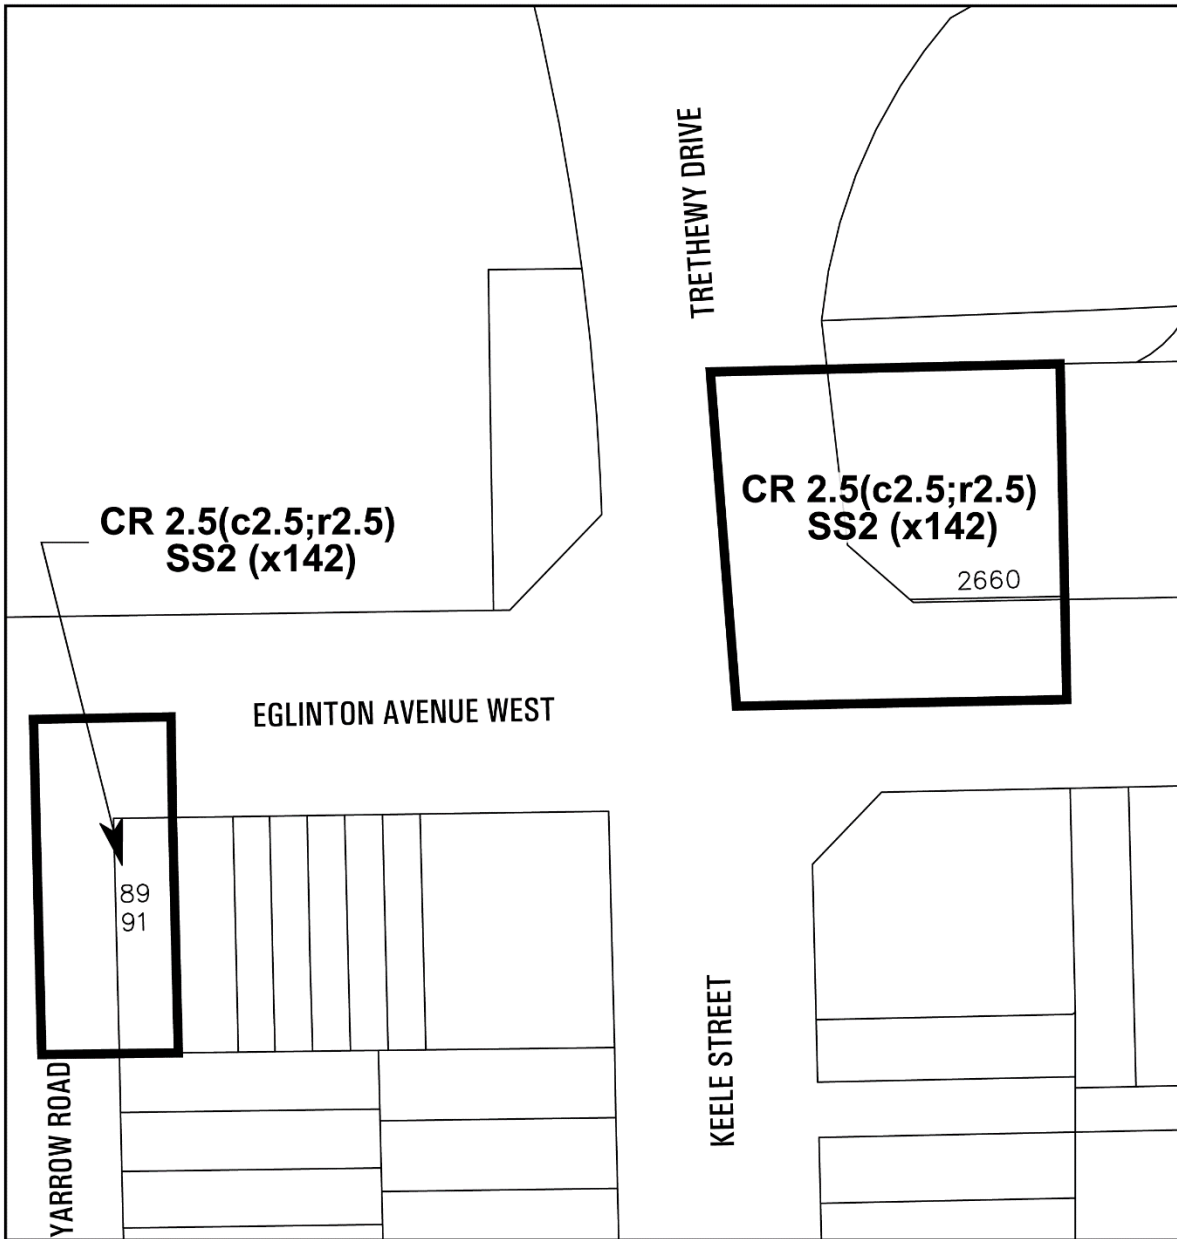 TRETHEWY DRIVE
CR 2.5(c2.5;r2.5)
SS2 (x142)
CR 2.5(c2.5;r2.5)
SS2 (x142)
2660
EGLINTON AVENUE WEST
89
91
KEELE STREET
YARROW ROAD